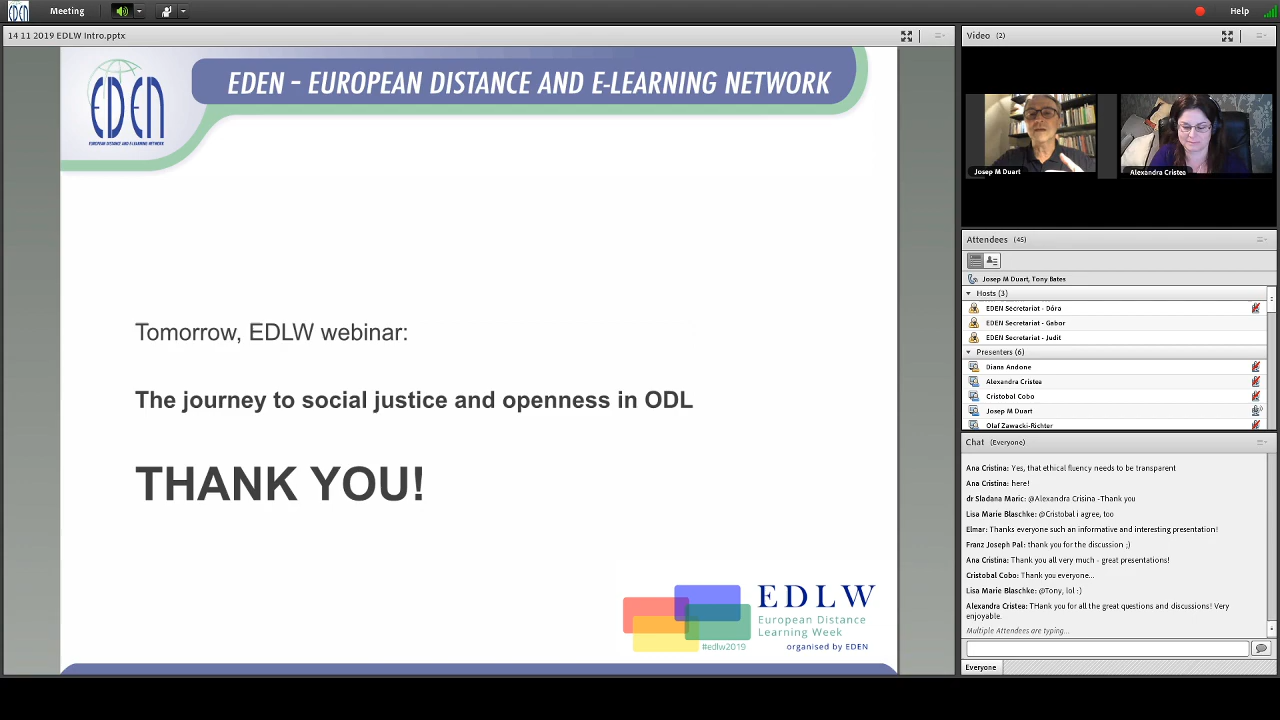 EDEN
Meeting
Help
14 11 2019 EDLW Intro.pptx
EDEN
EUROPEAN DISTANCE AND E-LEARNING NETWORK
EDEN – EUROPEAN DISTANCE AND E-LEARNING NETWORK
Tomorrow, EDLW webinar:
The journey to social justice and openness in ODL
THANK YOU!
EDLW
European Distance
Learning Week
#edlw2019
organised by EDEN
Video (2)
Josep M Duart
Alexandra Cristea
Attendees (45)
Josep M Duart, Tony Bates
Hosts (3)
EDEN Secretariat - Dóra
EDEN Secretariat - Gabor
EDEN Secretariat - Judit
Presenters (6)
Diana Andone
Alexandra Cristea
Cristobal Cobo
Josep M Duart
Olaf Zawacki-Richter
Chat (Everyone)
Ana Cristina: Yes, that ethical fluency needs to be transparent
Ana Cristina: here!
dr Sladana Maric: @Alexandra Crisina -Thank you
Lisa Marie Blaschke: @Cristobal i agree, too
Elmar: Thanks everyone such an informative and interesting presentation!
Franz Joseph Pal: thank you for the discussion ;)
Ana Cristina: Thank you all very much - great presentations!
Cristobal Cobo: Thank you everyone...
Lisa Marie Blaschke: @Tony, lol :)
Alexandra Cristea: THank you for all the great questions and discussions! Very
enjoyable.
Multiple Attendees are typing...
Everyone